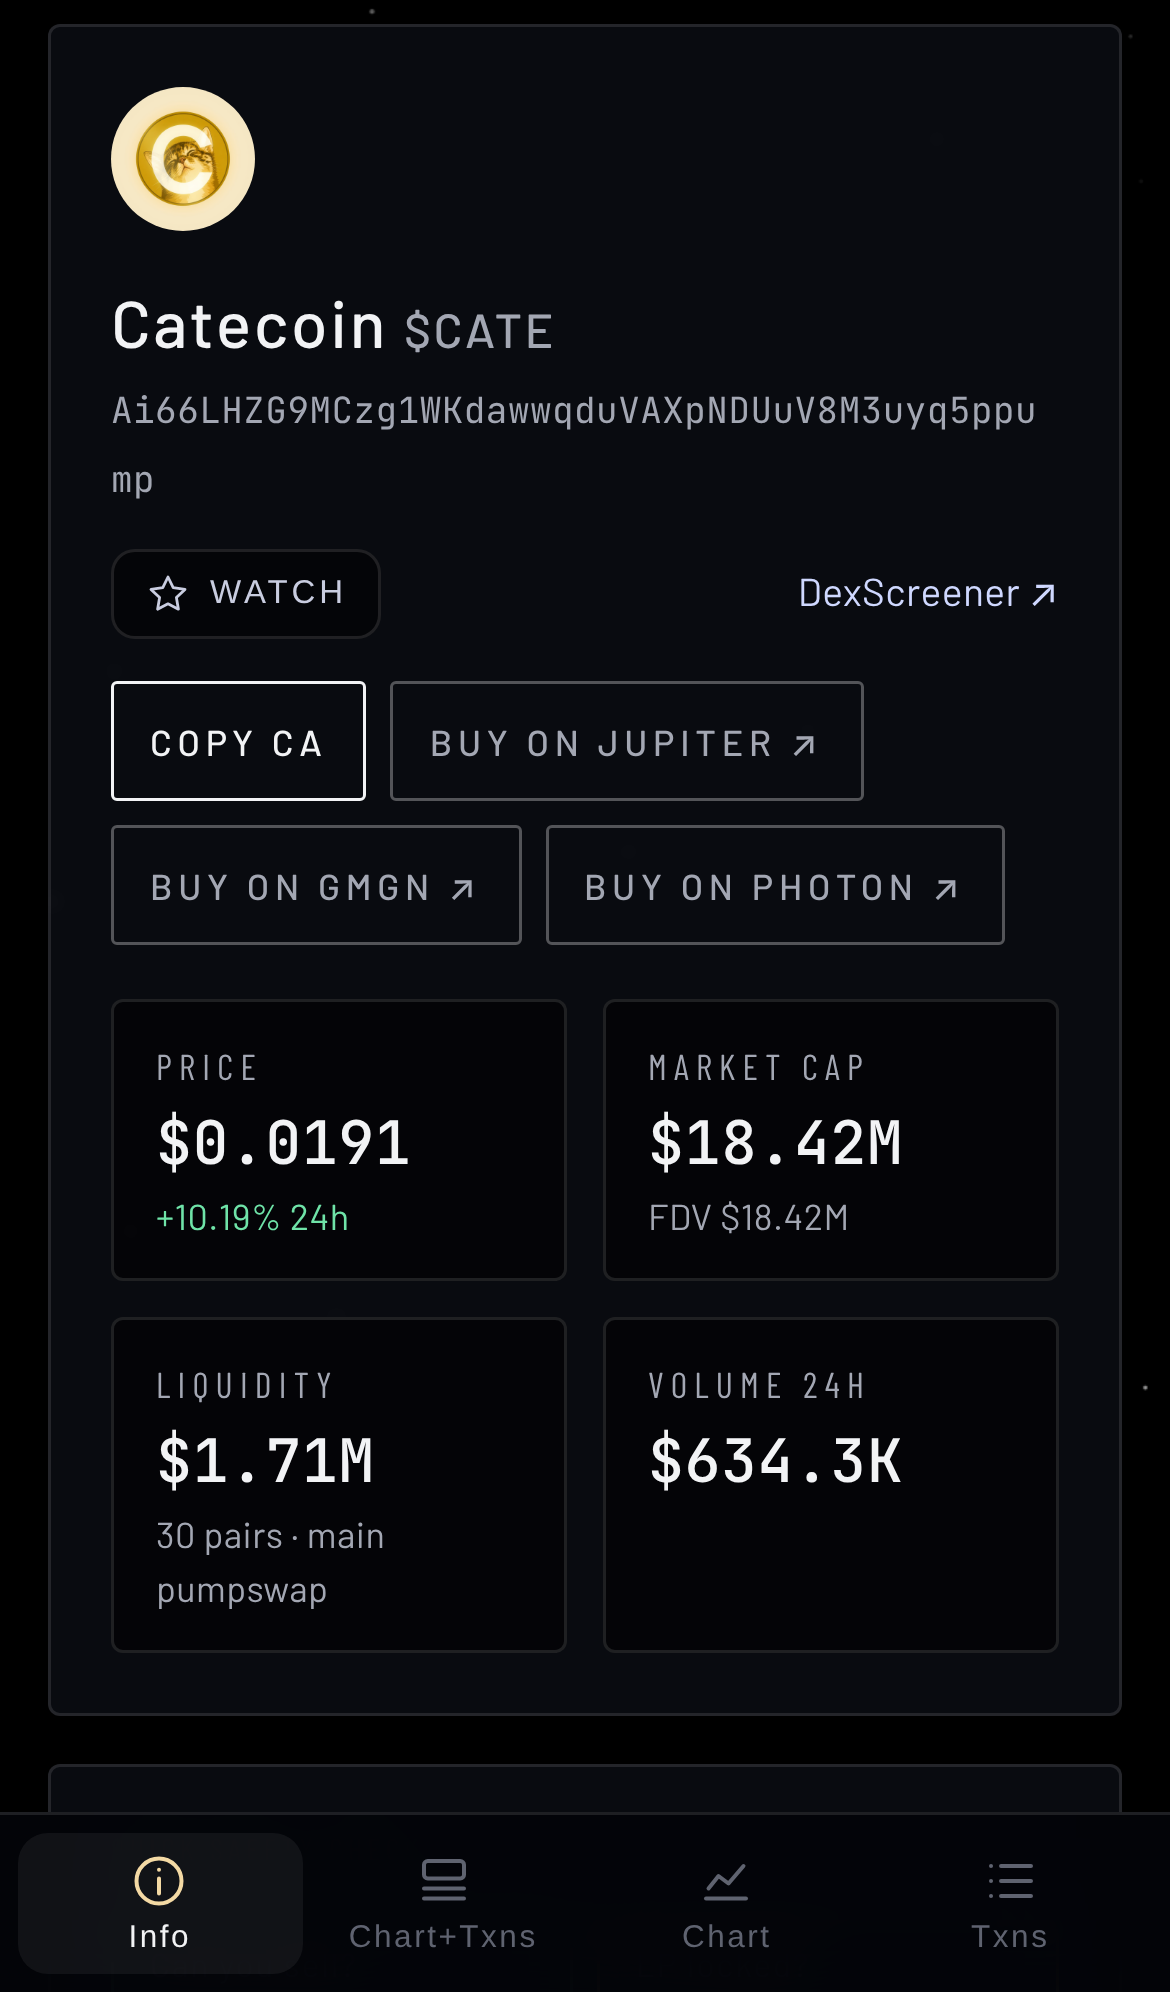 C
Catecoin $CATE
Ai66LHZG9MCzg1WKdawwqduVAXpNDUuV8M3uyq5ppu
mp
WATCH
DexScreener ↗
COPY CA
BUY ON JUPITER ↗
BUY ON GMGN ↗
BUY ON PHOTON ↗
PRICE
$0.0191
+10.19% 24h
MARKET CAP
$18.42M
FDV $18.42M
LIQUIDITY
$1.71M
30 pairs · main
pumpswap
VOLUME 24H
$634.3K
Info
Chart+Txns
Chart
Txns